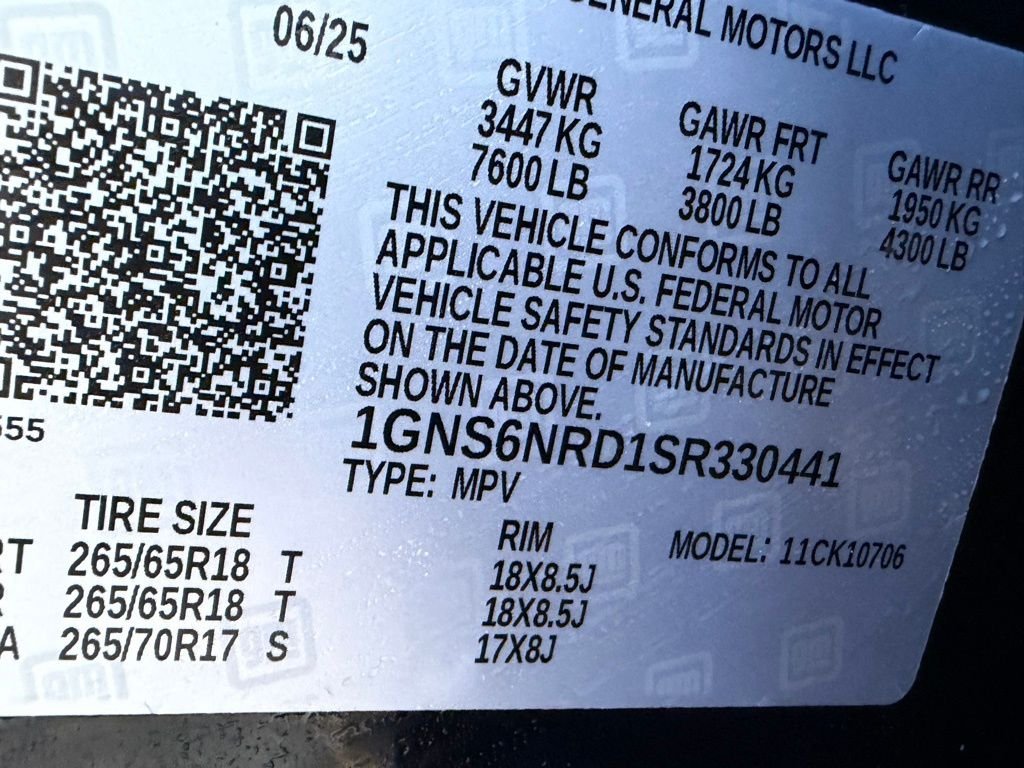 06/25
GENERAL MOTORS LLC
GVWR
3447 KG
7600 LB
GAWR FRT
1724 KG
3800 LB
GAWR RR
1950 KG
4300 LB
THIS VEHICLE CONFORMS TO ALL
APPLICABLE U.S. FEDERAL MOTOR
VEHICLE SAFETY STANDARDS IN EFFECT
ON THE DATE OF MANUFACTURE
SHOWN ABOVE.
555
1GNS6NRD1SR330441
TYPE: MPV
MODEL: 11CK10706
TIRE SIZE RIM
RT 265/65R18 T 18X8.5J
R 265/65R18 T 18X8.5J
A 265/70R17 S 17X8J